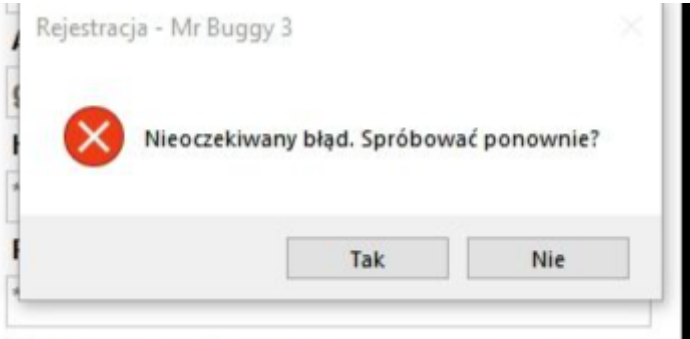 Rejestracja - Mr Buggy 3
Nieoczekiwany błąd. Spróbować ponownie?
Tak
Nie